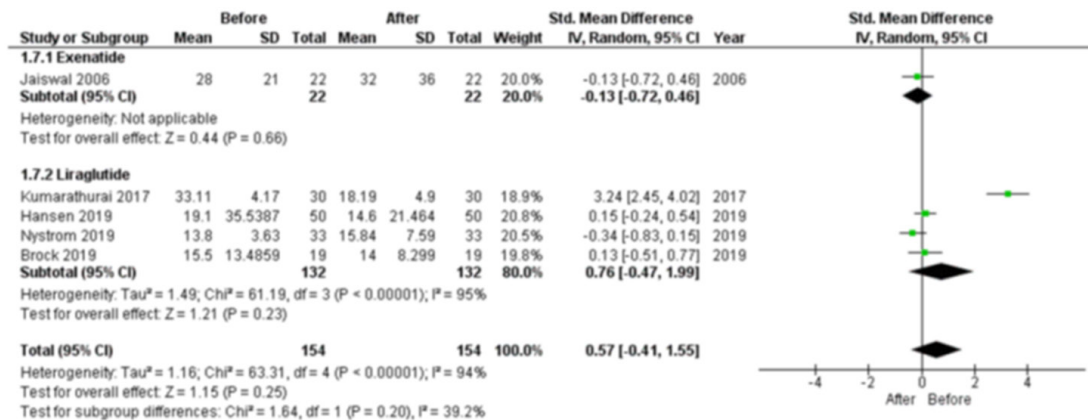 Before After Std. Mean Difference Std. Mean Difference
Study or Subgroup Mean SD Total Mean SD Total Weight IV, Random, 95% CI Year IV, Random, 95% CI
1.7.1 Exenatide
Jaiswal 2006 28 21 22 32 36 22 20.0% -0.13 [-0.72, 0.46] 2006
Subtotal (95% CI) 22 22 20.0% -0.13 [-0.72, 0.46]
Heterogeneity: Not applicable
Test for overall effect: Z = 0.44 (P = 0.66)
1.7.2 Liraglutide
Kumarathurai 2017 33.11 4.17 30 18.19 4.9 30 18.9% 3.24 [2.45, 4.02] 2017
Hansen 2019 19.1 35.5387 50 14.6 21.464 50 20.8% 0.15 [-0.24, 0.54] 2019
Nystrom 2019 13.8 3.63 33 15.84 7.59 33 20.5% -0.34 [-0.83, 0.15] 2019
Brock 2019 15.5 13.4859 19 14 8.299 19 19.8% 0.13 [-0.51, 0.77] 2019
Subtotal (95% CI) 132 132 80.0% 0.76 [-0.47, 1.99]
Heterogeneity: Tau² = 1.49; Chi² = 61.19, df = 3 (P < 0.00001); I² = 95%
Test for overall effect: Z = 1.21 (P = 0.23)
Total (95% CI) 154 154 100.0% 0.57 [-0.41, 1.55]
Heterogeneity: Tau² = 1.16; Chi² = 63.31, df = 4 (P < 0.00001); I² = 94%
Test for overall effect: Z = 1.15 (P = 0.25)
Test for subgroup differences: Chi² = 1.64, df = 1 (P = 0.20), I² = 39.2%
-4 -2 0 2 4
After Before